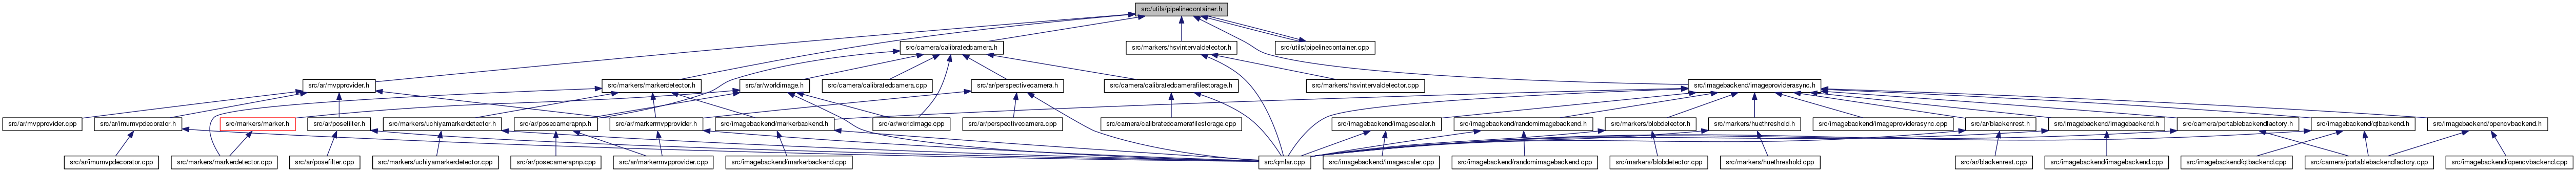 src/utils/pipelinecontainer.h
src/camera/calibratedcamera.h
src/markers/hsvintervaldetector.h
src/utils/pipelinecontainer.cpp
src/ar/mvpprovider.h
src/markers/markerdetector.h
src/ar/worldimage.h
src/camera/calibratedcamera.cpp
src/ar/perspectivecamera.h
src/camera/calibratedcamerafilestorage.h
src/markers/hsvintervaldetector.cpp
src/imagebackend/imageproviderasync.h
src/ar/mvpprovider.cpp
src/ar/imumvpdecorator.h
src/markers/marker.h
src/ar/posefilter.h
src/markers/uchiyamarkerdetector.h
src/ar/posecamerapnp.h
src/ar/markermvpprovider.h
src/imagebackend/markerbackend.h
src/ar/worldimage.cpp
src/ar/perspectivecamera.cpp
src/camera/calibratedcamerafilestorage.cpp
src/imagebackend/imagescaler.h
src/imagebackend/randomimagebackend.h
src/markers/blobdetector.h
src/markers/huethreshold.h
src/imagebackend/imageproviderasync.cpp
src/ar/blackenrest.h
src/imagebackend/imagebackend.h
src/camera/portablebackendfactory.h
src/imagebackend/qtbackend.h
src/imagebackend/opencvbackend.h
src/ar/imumvpdecorator.cpp
src/markers/markerdetector.cpp
src/ar/posefilter.cpp
src/markers/uchiyamarkerdetector.cpp
src/ar/posecamerapnp.cpp
src/ar/markermvpprovider.cpp
src/imagebackend/markerbackend.cpp
src/qmlar.cpp
src/imagebackend/imagescaler.cpp
src/imagebackend/randomimagebackend.cpp
src/markers/blobdetector.cpp
src/markers/huethreshold.cpp
src/ar/blackenrest.cpp
src/imagebackend/imagebackend.cpp
src/imagebackend/qtbackend.cpp
src/camera/portablebackendfactory.cpp
src/imagebackend/opencvbackend.cpp